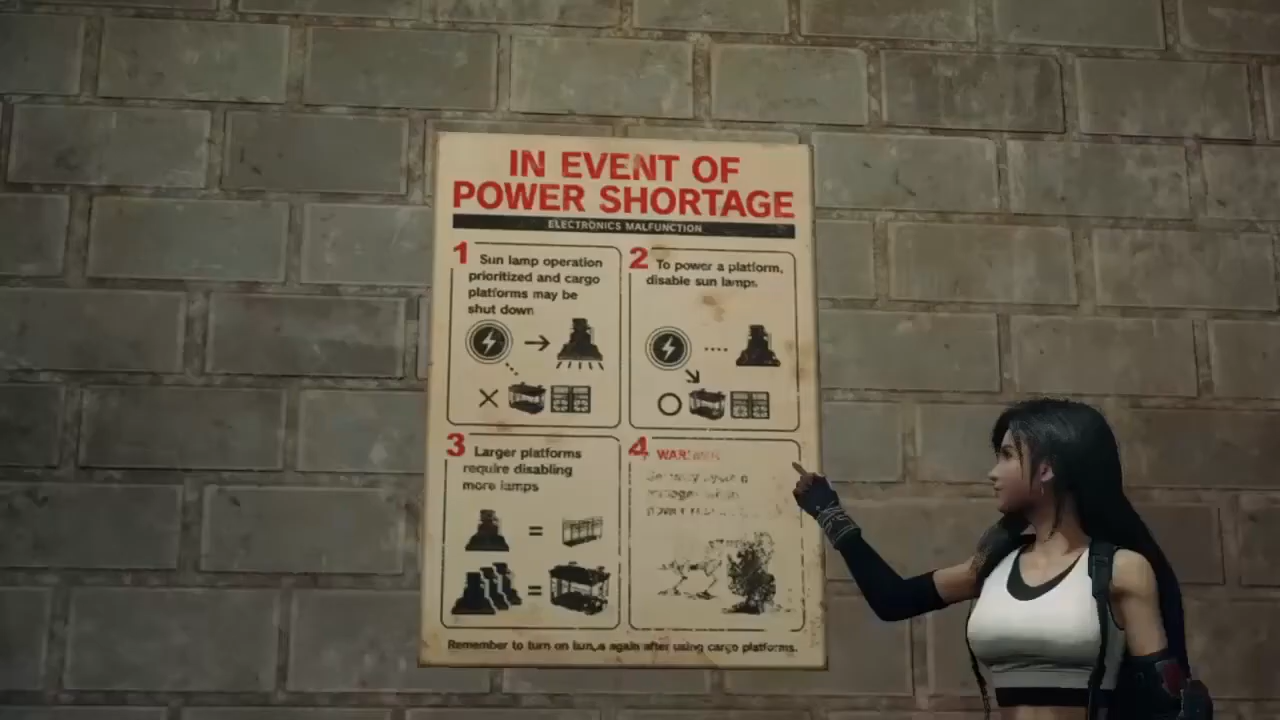 IN EVENT OF
POWER SHORTAGE
ELECTRONICS MALFUNCTION
1 Sun lamp operation
prioritized and cargo
platforms may be
shut down
2 To power a platform,
disable sun lamps.
3 Larger platforms
require disabling
more lamps
4
Remember to turn on again after using cargo platforms.